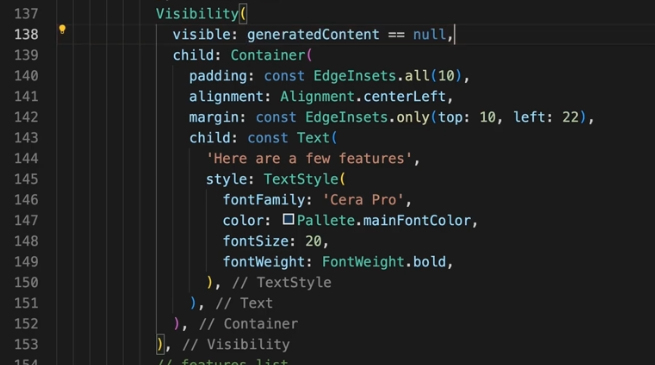 137 Visibility(
138 visible: generatedContent == null,
139 child: Container(
140 padding: const EdgeInsets.all(10),
141 alignment: Alignment.centerLeft,
142 margin: const EdgeInsets.only(top: 10, left: 22),
143 child: const Text(
144 'Here are a few features',
145 style: TextStyle(
146 fontFamily: 'Cera Pro',
147 color: Pallete.mainFontColor,
148 fontSize: 20,
149 fontWeight: FontWeight.bold,
150 ), // TextStyle
151 ), // Text
152 ), // Container
153 ), // Visibility
154 // features list